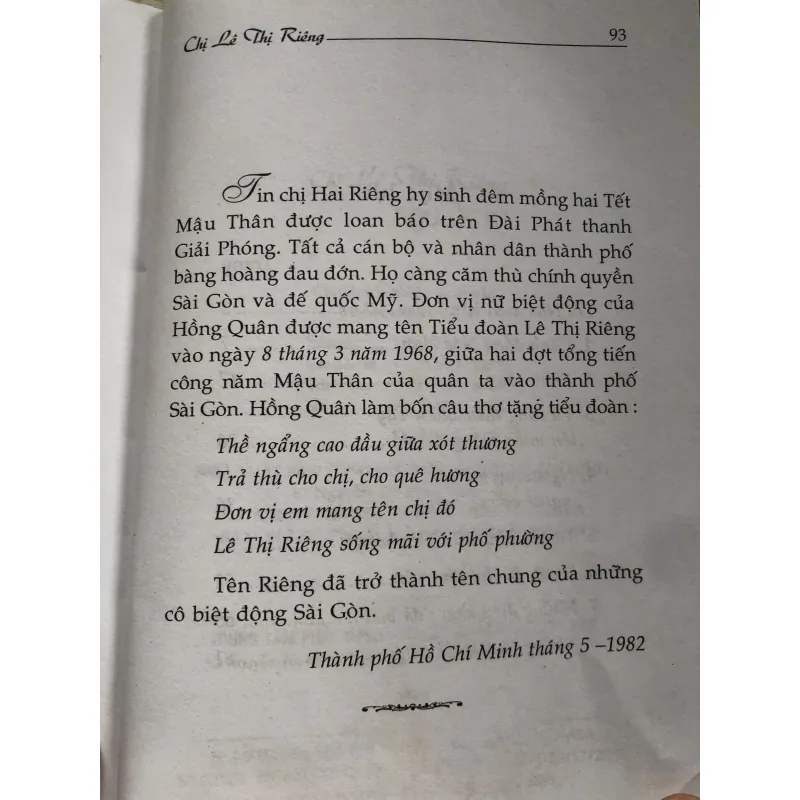 Chị Lê Thị Riêng 93
Tin chị Hai Riêng hy sinh đêm mồng hai Tết
Mậu Thân được loan báo trên Đài Phát thanh
Giải Phóng. Tất cả cán bộ và nhân dân thành phố
bàng hoàng đau đớn. Họ càng căm thù chính quyền
Sài Gòn và đế quốc Mỹ. Đơn vị nữ biệt động của
Hồng Quân được mang tên Tiểu đoàn Lê Thị Riêng
vào ngày 8 tháng 3 năm 1968, giữa hai đợt tổng tiến
công năm Mậu Thân của quân ta vào thành phố
Sài Gòn. Hồng Quân làm bốn câu thơ tặng tiểu đoàn :
Thề ngẩng cao đầu giữa xót thương
Trả thù cho chị, cho quê hương
Đơn vị em mang tên chị đó
Lê Thị Riêng sống mãi với phố phường
Tên Riêng đã trở thành tên chung của những
cô biệt động Sài Gòn.
Thành phố Hồ Chí Minh tháng 5 –1982